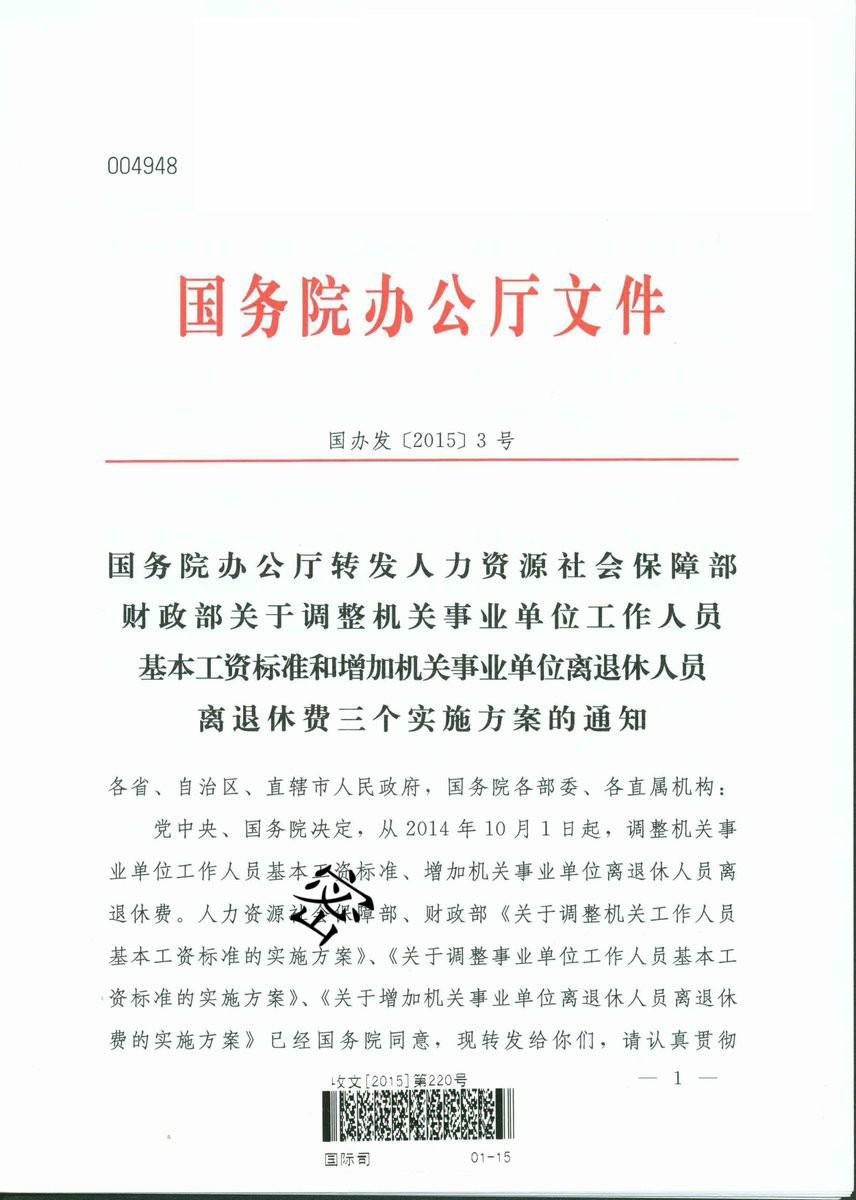 004948
国务院办公厅文件
国办发〔2015〕3号
国务院办公厅转发人力资源社会保障部
财政部关于调整机关事业单位工作人员
基本工资标准和增加机关事业单位离退休人员
离退休费三个实施方案的通知
各省、自治区、直辖市人民政府，国务院各部委、各直属机构：
党中央、国务院决定，从2014年10月1日起，调整机关事
业单位工作人员基本工资标准、增加机关事业单位离退休人员离
退休费。人力资源社会保障部、财政部《关于调整机关工作人员
基本工资标准的实施方案》、《关于调整事业单位工作人员基本工
资标准的实施方案》、《关于增加机关事业单位离退休人员离退休
费的实施方案》已经国务院同意，现转发给你们，请认真贯彻
密
— 1 —
收文[2015]第220号
国际司 01-15